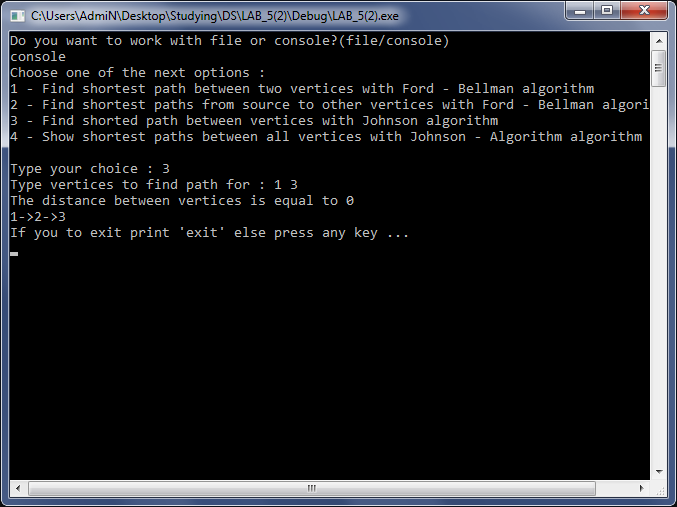 C:\Users\AdmiN\Desktop\Studying\DS\LAB_5(2)\Debug\LAB_5(2).exe
Do you want to work with file or console?(file/console)
console
Choose one of the next options :
1 - Find shortest path between two vertices with Ford - Bellman algorithm
2 - Find shortest paths from source to other vertices with Ford - Bellman algori
3 - Find shorted path between vertices with Johnson algorithm
4 - Show shortest paths between all vertices with Johnson - Algorithm algorithm
Type your choice : 3
Type vertices to find path for : 1 3
The distance between vertices is equal to 0
1->2->3
If you to exit print 'exit' else press any key ...